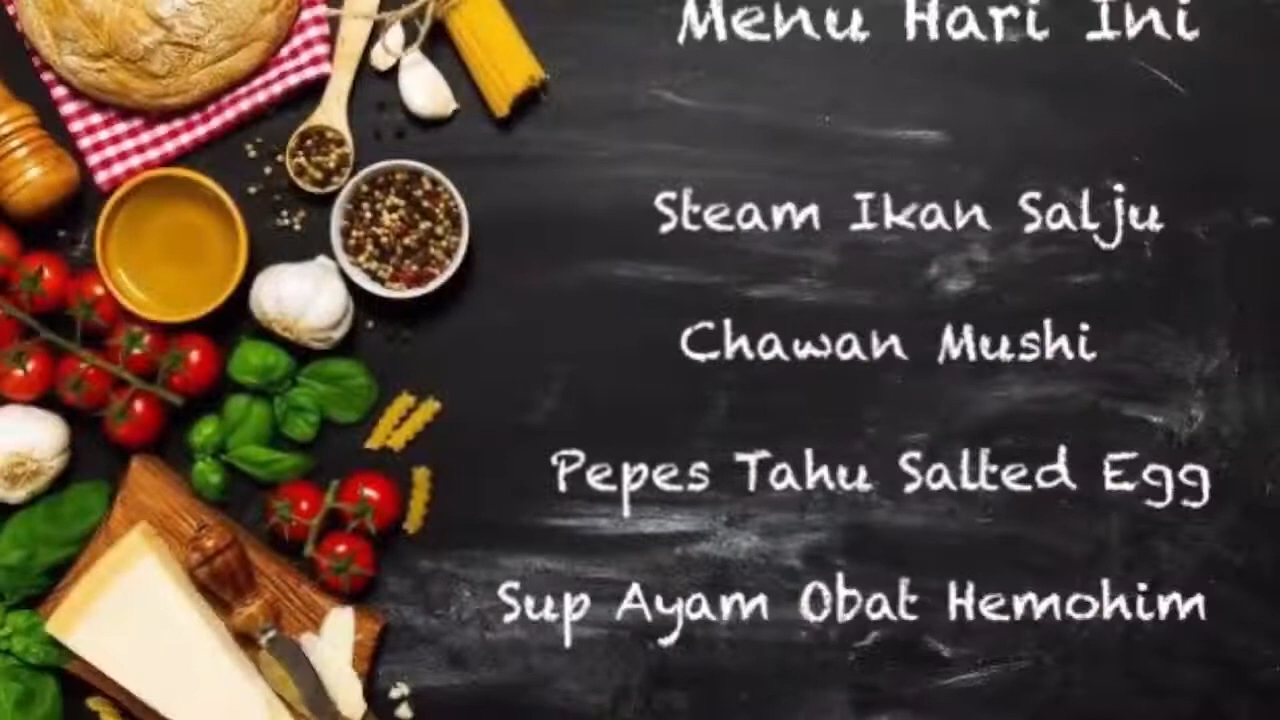 Menu Hari Ini
Steam Ikan Salju
Chawan Mushi
Pepes Tahu Salted Egg
Sup Ayam Obat Hemohim